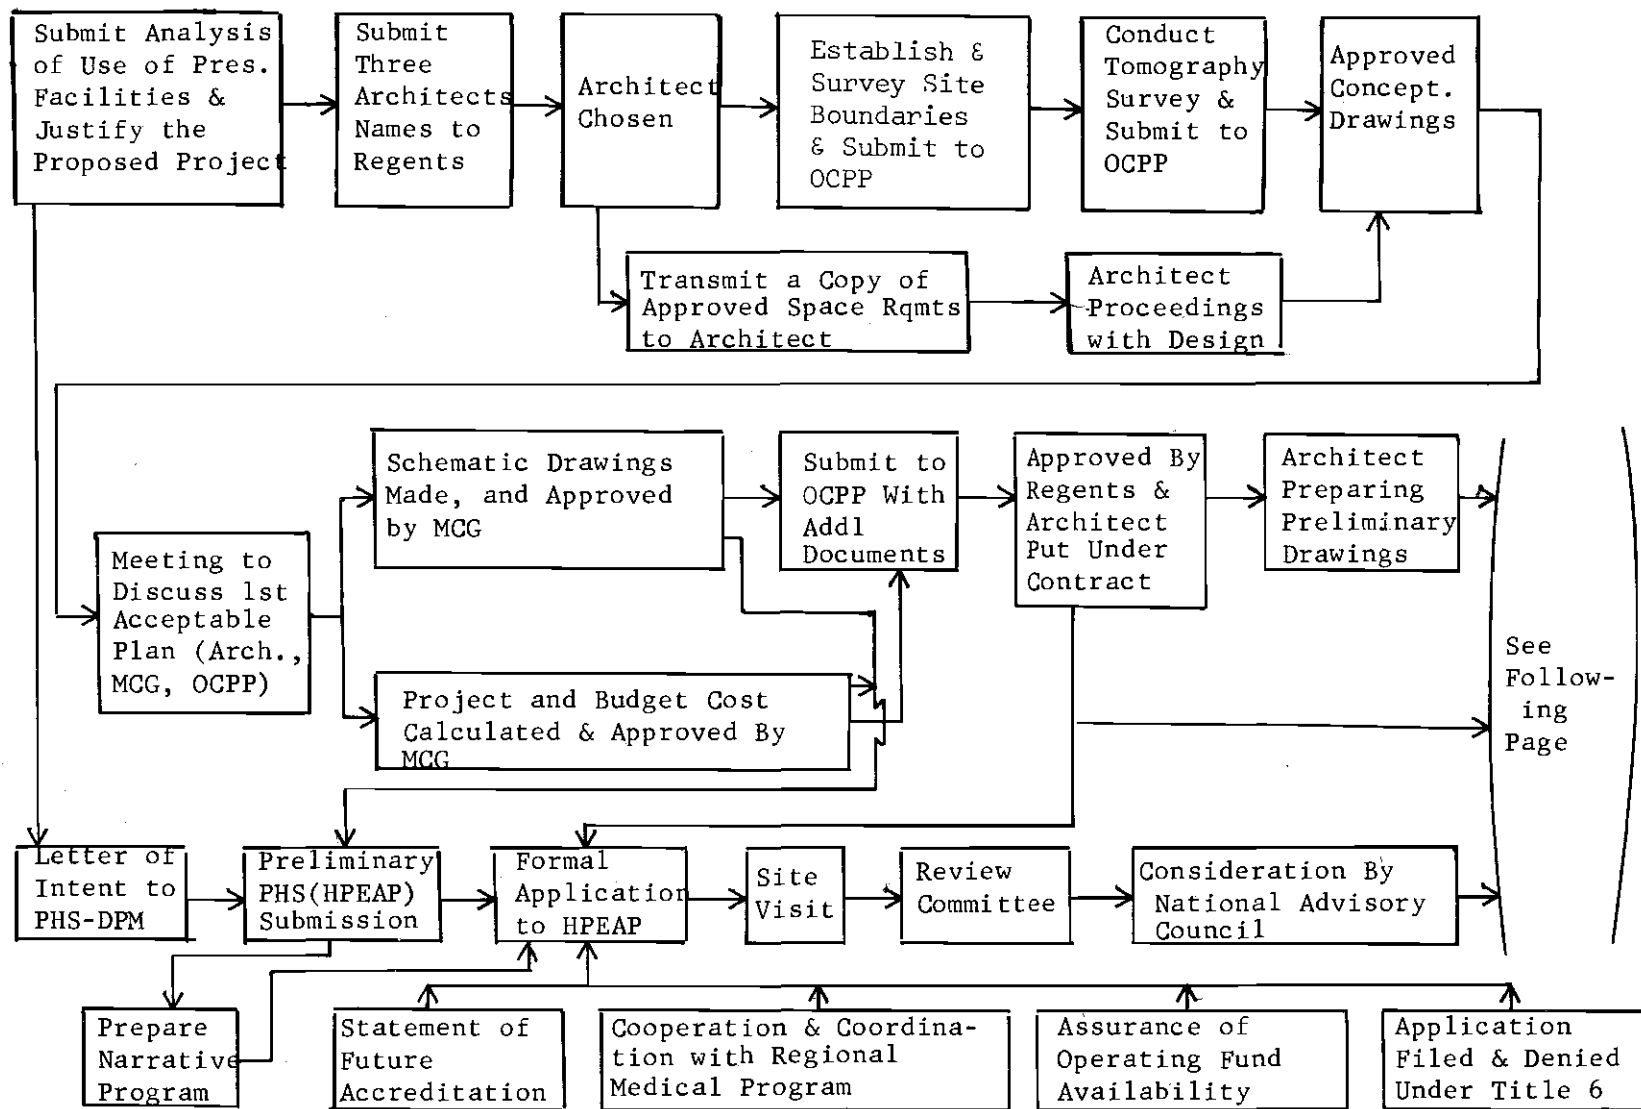 Submit Analysis
of Use of Pres.
Facilities &
Justify the
Proposed Project
Submit
Three
Architects
Names to
Regents
Architect
Chosen
Establish &
Survey Site
Boundaries
& Submit to
OCPP
Conduct
Tomography
Survey &
Submit to
OCPP
Approved
Concept.
Drawings
Transmit a Copy of
Approved Space Rqmts
to Architect
Architect
Proceedings
with Design
Meeting to
Discuss 1st
Acceptable
Plan (Arch.,
MCG, OCPP)
Schematic Drawings
Made, and Approved
by MCG
Project and Budget Cost
Calculated & Approved By
MCG
Submit to
OCPP With
Addl
Documents
Approved By
Regents &
Architect
Put Under
Contract
Architect
Preparing
Preliminary
Drawings
See
Follow-
ing
Page
Letter of
Intent to
PHS-DPM
Preliminary
PHS(HPEAP)
Submission
Formal
Application
to HPEAP
Site
Visit
Review
Committee
Consideration By
National Advisory
Council
Prepare
Narrative
Program
Statement of
Future
Accreditation
Cooperation & Coordina-
tion with Regional
Medical Program
Assurance of
Operating Fund
Availability
Application
Filed & Denied
Under Title 6